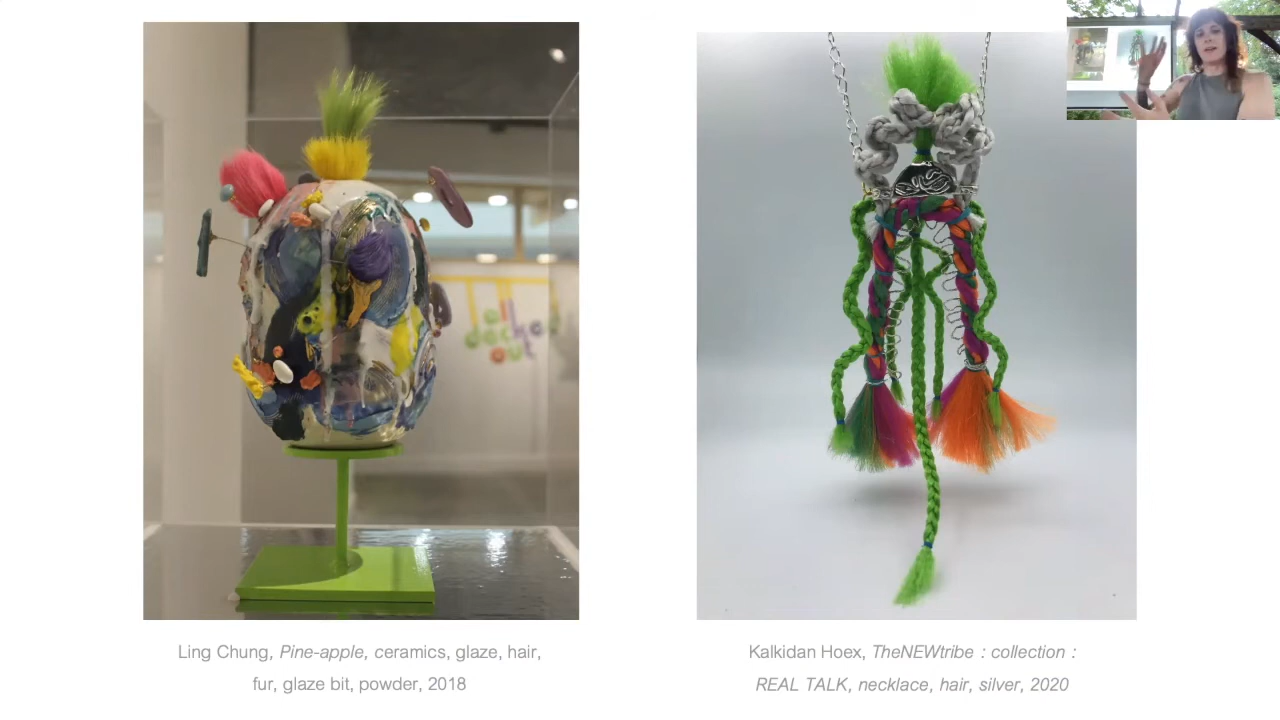 Ling Chung, Pine-apple, ceramics, glaze, hair,
fur, glaze bit, powder, 2018
Kalkidan Hoex, TheNEWtribe : collection :
REAL TALK, necklace, hair, silver, 2020